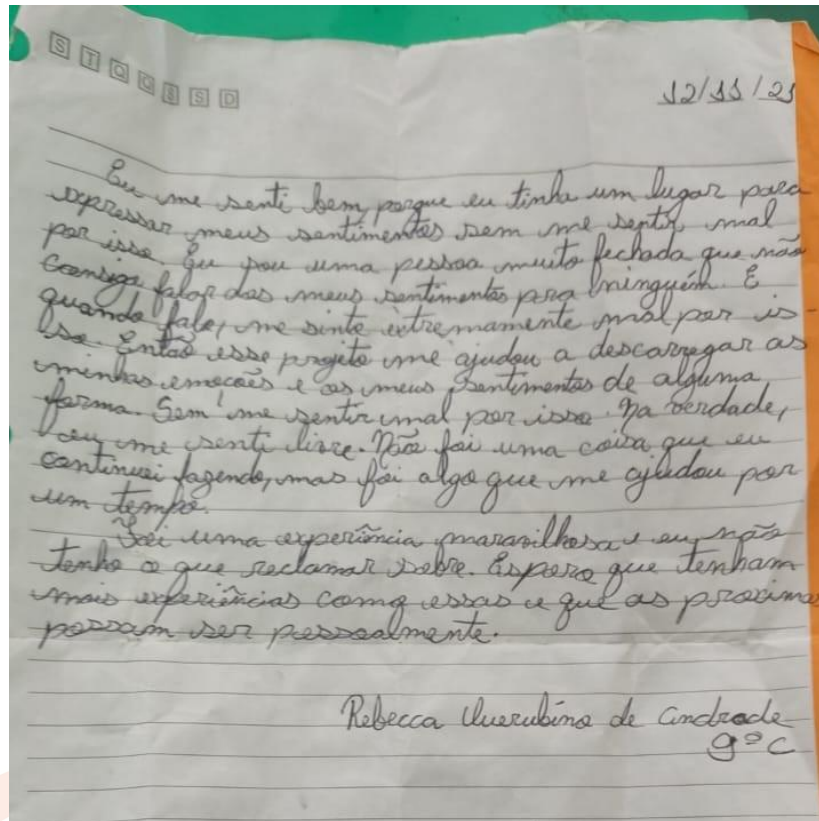 S T Q Q S S D
12/11/21
Eu me senti bem, porque eu tinha um lugar para
expressar meus sentimentos sem me sentir mal
por isso. Eu sou uma pessoa muito fechada que não
consigo falar dos meus sentimentos pra ninguém. E
quando falo, me sinto extremamente mal por is-
so. Então esse projeto me ajudou a descarregar as
minhas emoções e os meus sentimentos de alguma
forma. Sem me sentir mal por isso. Na verdade,
eu me senti livre. Não foi uma coisa que eu
continuei fazendo, mas foi algo que me ajudou por
um tempo.
Foi uma experiência maravilhosa e eu não
tenho o que reclamar sobre. Espero que tenham
mais experiências como essas e que as proximas
possam ser pessoalmente.
Rebecca de Andrade
9º C